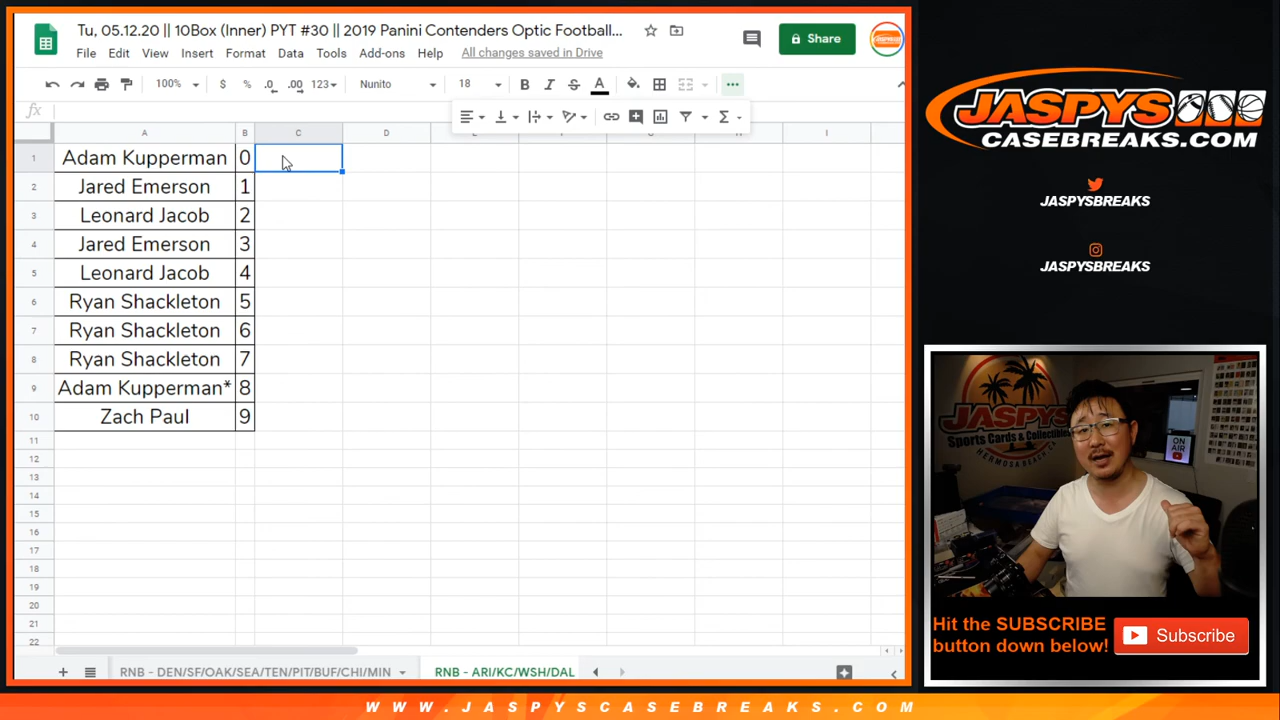 Tu, 05.12.20 || 10Box (Inner) PYT #30 || 2019 Panini Contenders Optic Football...
File Edit View Insert Format Data Tools Add-ons Help All changes saved in Drive
Share
100% $ % .0 .00 123 Nunito 18 B I S A
fx
A B C D I
1 Adam Kupperman 0
2 Jared Emerson 1
3 Leonard Jacob 2
4 Jared Emerson 3
5 Leonard Jacob 4
6 Ryan Shackleton 5
7 Ryan Shackleton 6
8 Ryan Shackleton 7
9 Adam Kupperman* 8
10 Zach Paul 9
11
12
13
14
15
16
17
18
19
20
21
22
RNB - DEN/SF/OAK/SEA/TEN/PIT/BUF/CHI/MIN RNB - ARI/KC/WSH/DAL
JASPYS
CASEBREAKS.COM
JASPYSBREAKS
JASPYSBREAKS
JASPYS
Sports Cards & Collectibles
HERMOSA BEACH, CA
ON
AIR
Hit the SUBSCRIBE
button down below!
Subscribe
WWW.JASPYSCASEBREAKS.COM